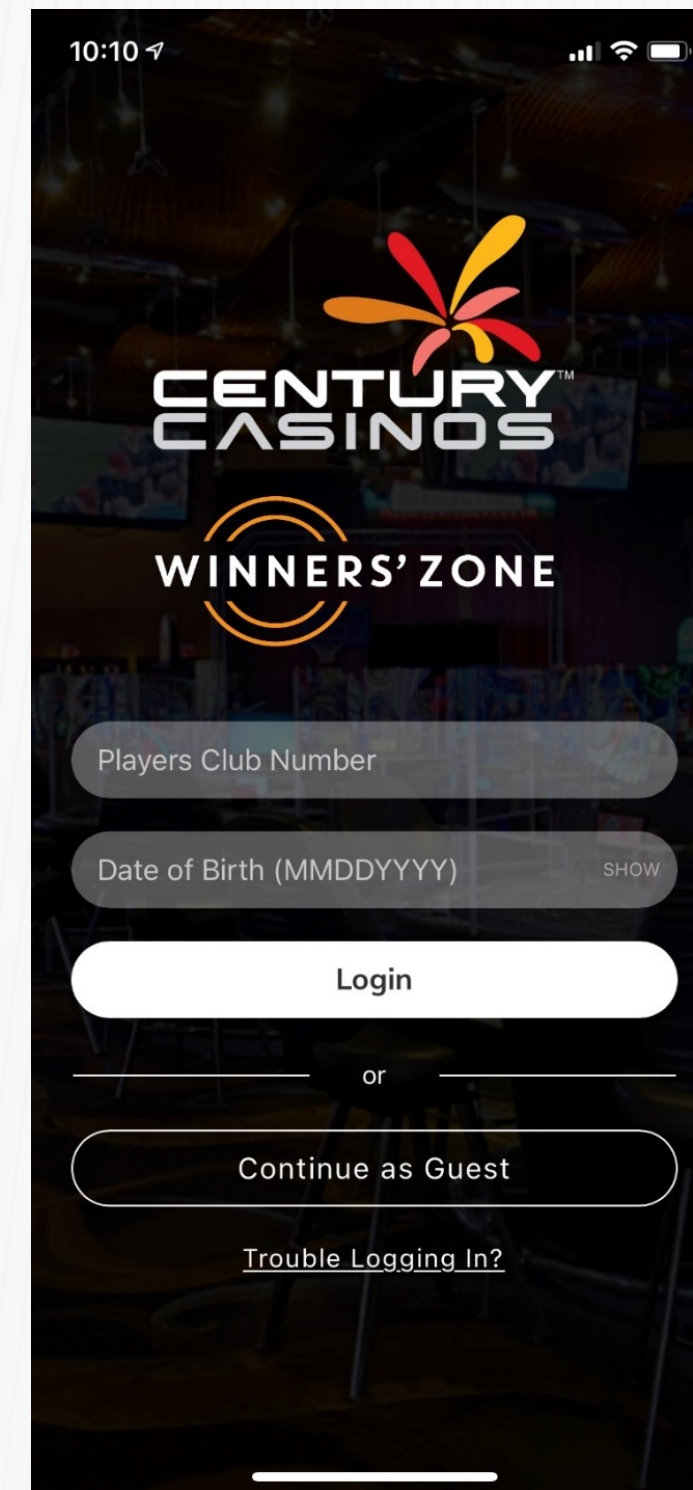 10:10
CENTURY™
CASINOS
WINNERS' ZONE
Players Club Number
Date of Birth (MMDDYYYY) SHOW
Login
or
Continue as Guest
Trouble Logging In?